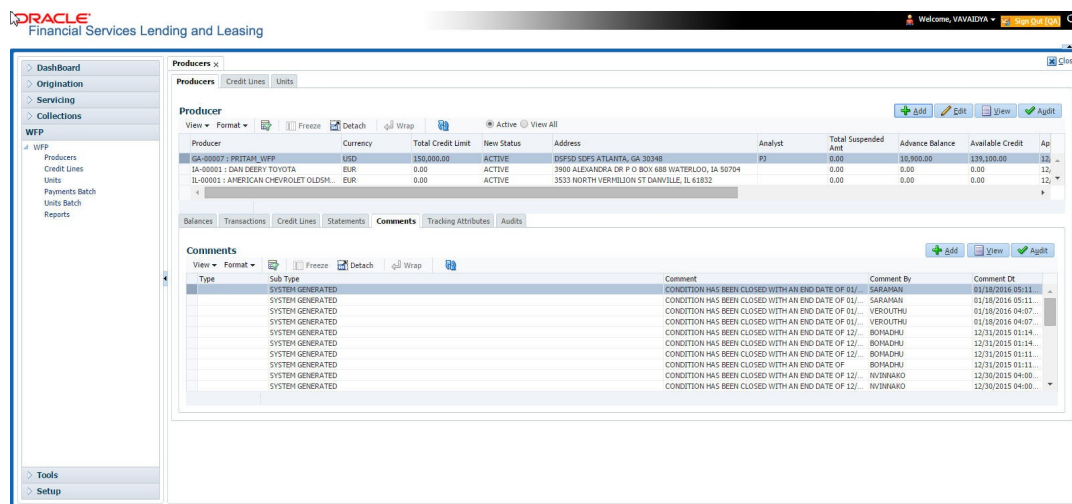 ORACLE
Financial Services Lending and Leasing
Welcome, VAVAIDYA
Sign Out [QA]
DashBoard
Origination
Servicing
Collections
WFP
WFP
Producers
Credit Lines
Units
Payments Batch
Units Batch
Reports
Tools
Setup
Producers x
Clos
Producers Credit Lines Units
Producer
Add Edit View Audit
View Format Freeze Detach Wrap Active View All
Producer Currency Total Credit Limit New Status Address Analyst Total Suspended Amt Advance Balance Available Credit Ap
GA-00007 : PRITAM_WFP USD 150,000.00 ACTIVE DSFSD SDFS ATLANTA, GA 30348 PJ 0.00 10,900.00 139,100.00 12/
IA-00001 : DAN DEERY TOYOTA EUR 0.00 ACTIVE 3900 ALEXANDRA DR P O BOX 688 WATERLOO, IA 50704 0.00 0.00 0.00 12/
IL-00001 : AMERICAN CHEVROLET OLDSM... EUR 0.00 ACTIVE 3533 NORTH VERMILION ST DANVILLE, IL 61832 0.00 0.00 0.00 12/
Balances Transactions Credit Lines Statements Comments Tracking Attributes Audits
Comments
Add View Audit
View Format Freeze Detach Wrap
Type Sub Type Comment Comment By Comment Dt
SYSTEM GENERATED CONDITION HAS BEEN CLOSED WITH AN END DATE OF 01/... SARAMAN 01/18/2016 05:11...
SYSTEM GENERATED CONDITION HAS BEEN CLOSED WITH AN END DATE OF 01/... SARAMAN 01/18/2016 05:11...
SYSTEM GENERATED CONDITION HAS BEEN CLOSED WITH AN END DATE OF 01/... VEROUTHU 01/18/2016 04:07...
SYSTEM GENERATED CONDITION HAS BEEN CLOSED WITH AN END DATE OF 01/... VEROUTHU 01/18/2016 04:07...
SYSTEM GENERATED CONDITION HAS BEEN CLOSED WITH AN END DATE OF 12/... BOMADHU 12/31/2015 01:14...
SYSTEM GENERATED CONDITION HAS BEEN CLOSED WITH AN END DATE OF 12/... BOMADHU 12/31/2015 01:14...
SYSTEM GENERATED CONDITION HAS BEEN CLOSED WITH AN END DATE OF 12/... BOMADHU 12/31/2015 01:11...
SYSTEM GENERATED CONDITION HAS BEEN CLOSED WITH AN END DATE OF BOMADHU 12/31/2015 01:11...
SYSTEM GENERATED CONDITION HAS BEEN CLOSED WITH AN END DATE OF 12/... NVINNAKO 12/30/2015 04:00...
SYSTEM GENERATED CONDITION HAS BEEN CLOSED WITH AN END DATE OF 12/... NVINNAKO 12/30/2015 04:00...